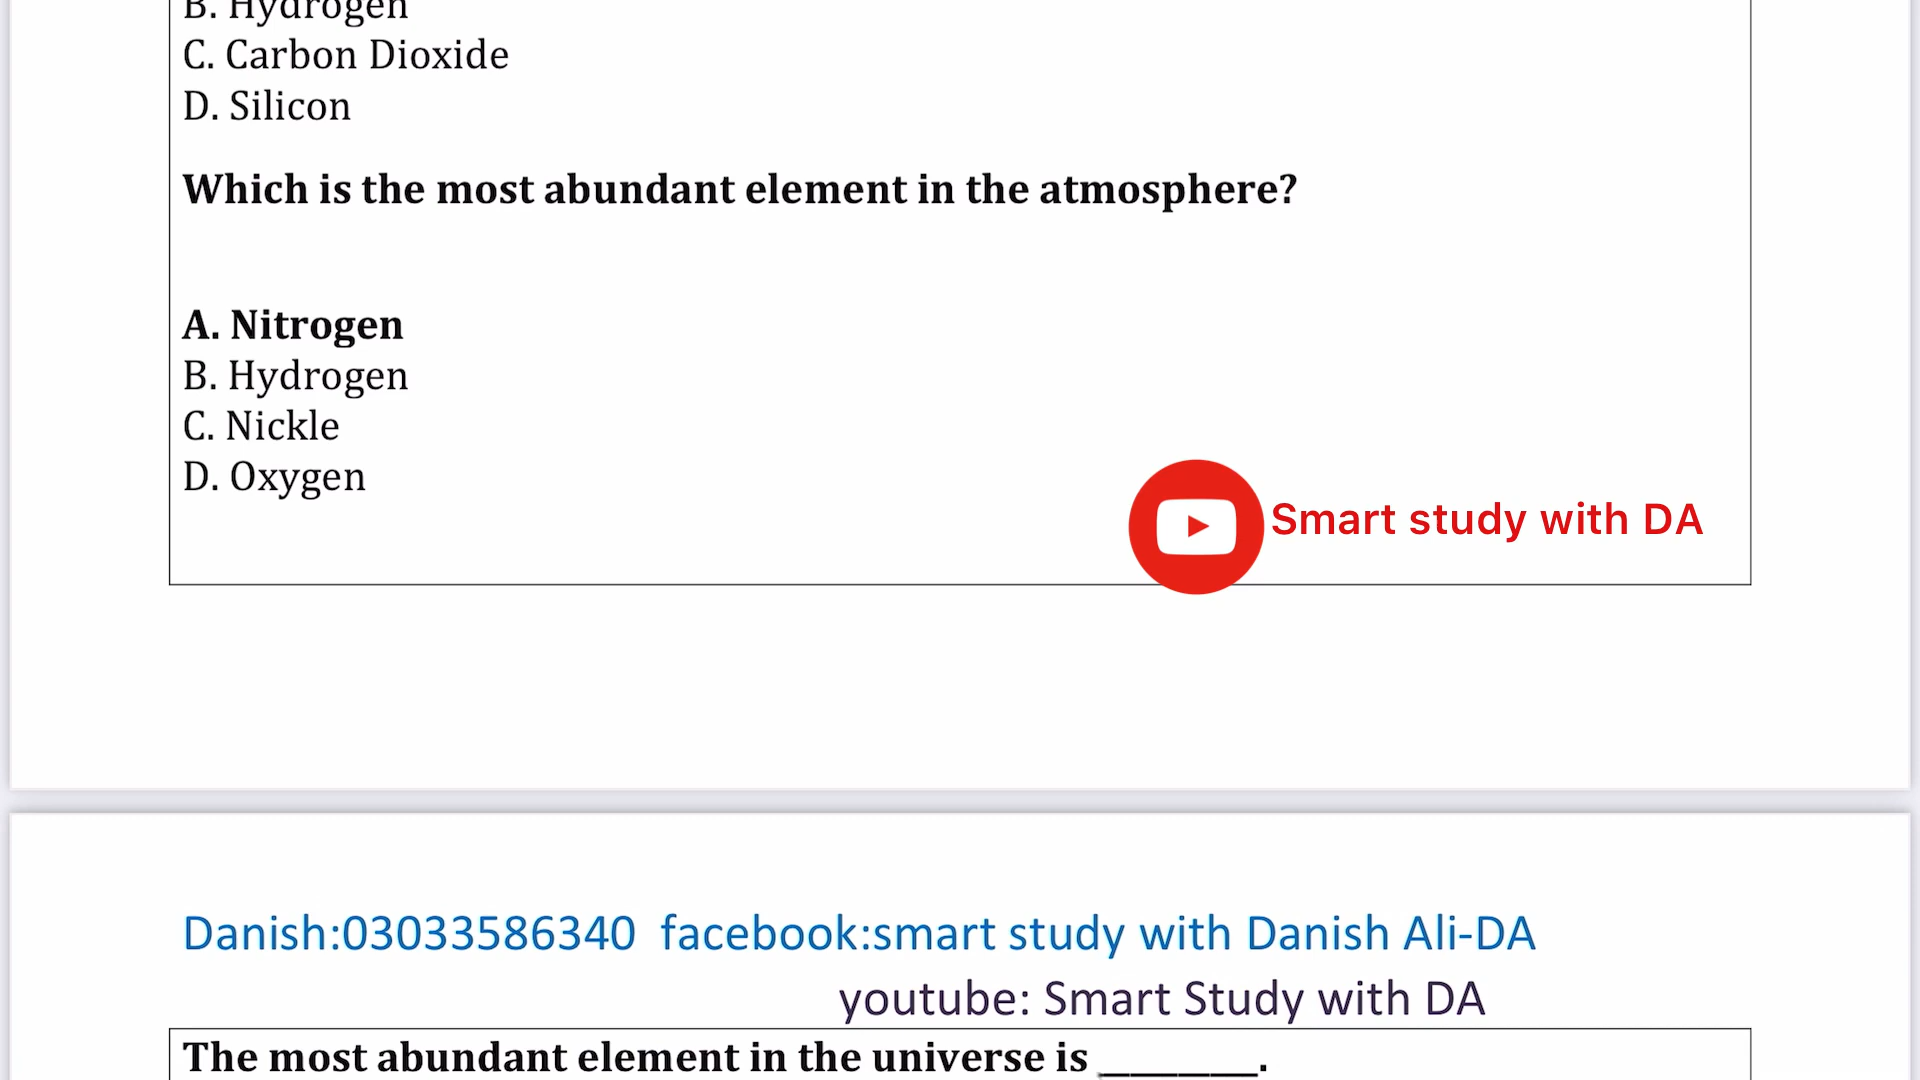 B. Hydrogen
C. Carbon Dioxide
D. Silicon
Which is the most abundant element in the atmosphere?
A. Nitrogen
B. Hydrogen
C. Nickle
D. Oxygen
Smart study with DA
Danish:03033586340 facebook:smart study with Danish Ali-DA
youtube: Smart Study with DA
The most abundant element in the universe is ________.